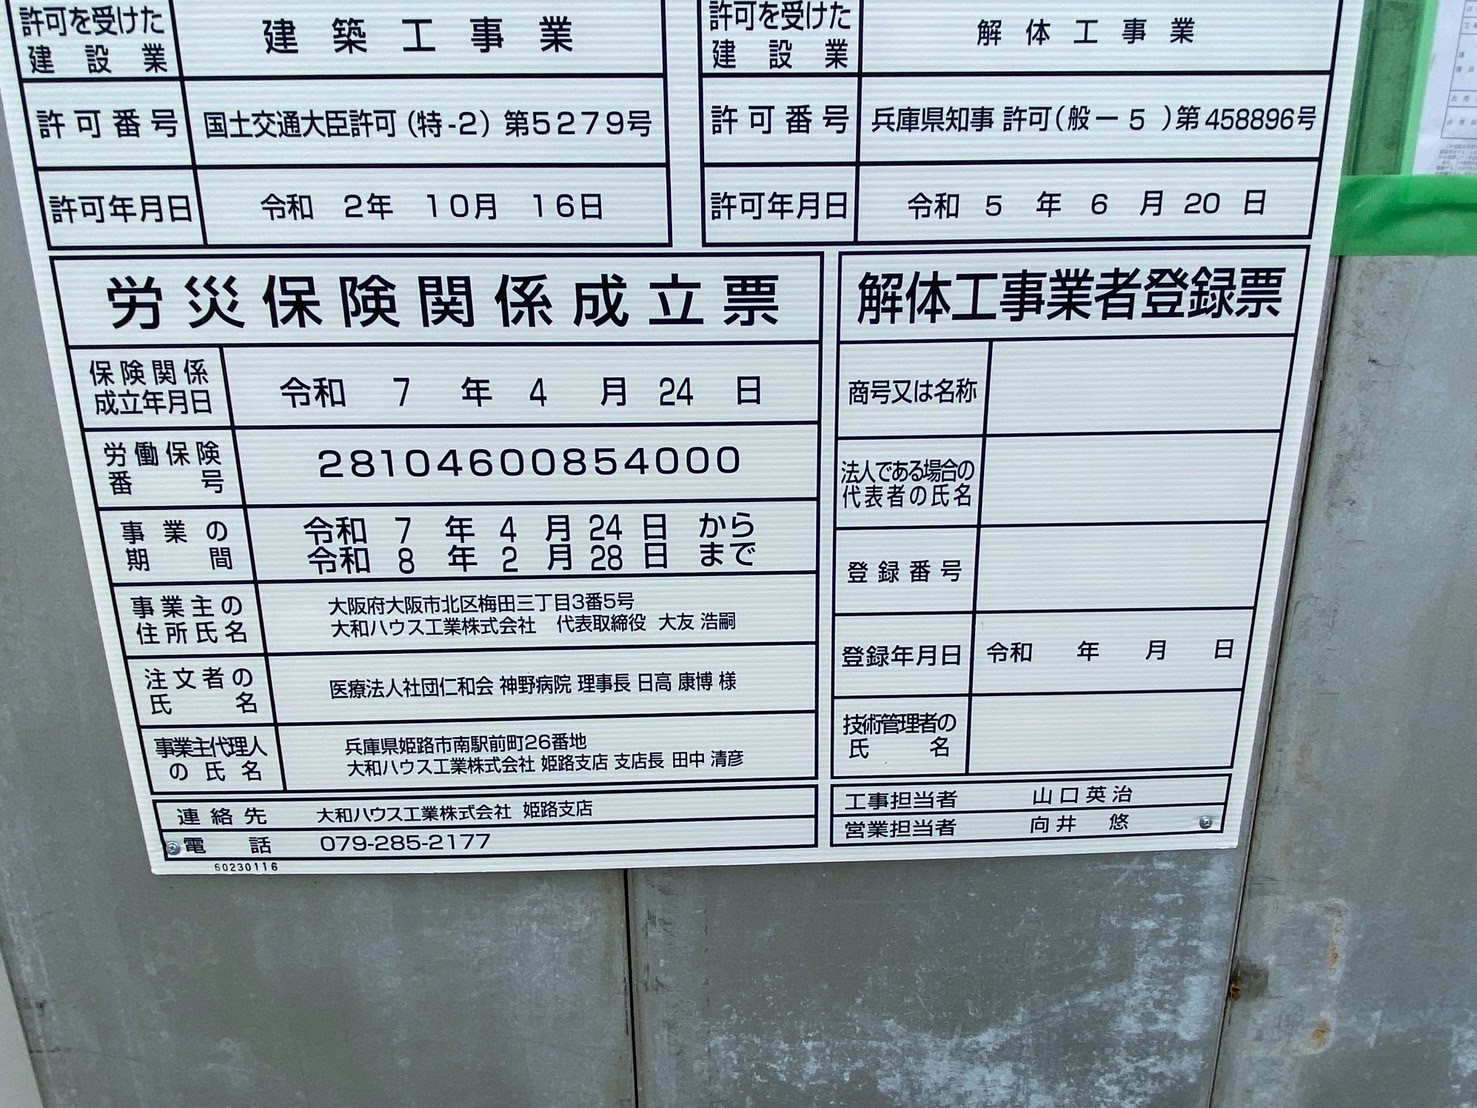 許可を受けた
建設業
建築工事業
許可番号
国土交通大臣許可（特-2）第5279号
許可年月日
令和 2年 10月 16日
許可を受けた
建設業
解体工事業
許可番号
兵庫県知事 許可（般－5 ）第458896号
許可年月日
令和 5 年 6 月 20 日
労災保険関係成立票
保険関係
成立年月日
令和 7 年 4 月 24 日
労働保険
番号
28104600854000
事業の
期間
令和 7 年 4 月 24 日 から
令和 8 年 2 月 28 日 まで
事業主の
住所氏名
大阪府大阪市北区梅田三丁目3番5号
大和ハウス工業株式会社 代表取締役 大友 浩嗣
注文者の
氏名
医療法人社団仁和会 神野病院 理事長 日高 康博 様
事業主代理人
の氏名
兵庫県姫路市南駅前町26番地
大和ハウス工業株式会社 姫路支店 支店長 田中 清彦
連絡先
大和ハウス工業株式会社 姫路支店
電話
079-285-2177
60230116
解体工事業者登録票
商号又は名称
法人である場合の
代表者の氏名
登録番号
登録年月日
令和 年 月 日
技術管理者の
氏名
工事担当者
山口英治
営業担当者
向井 悠